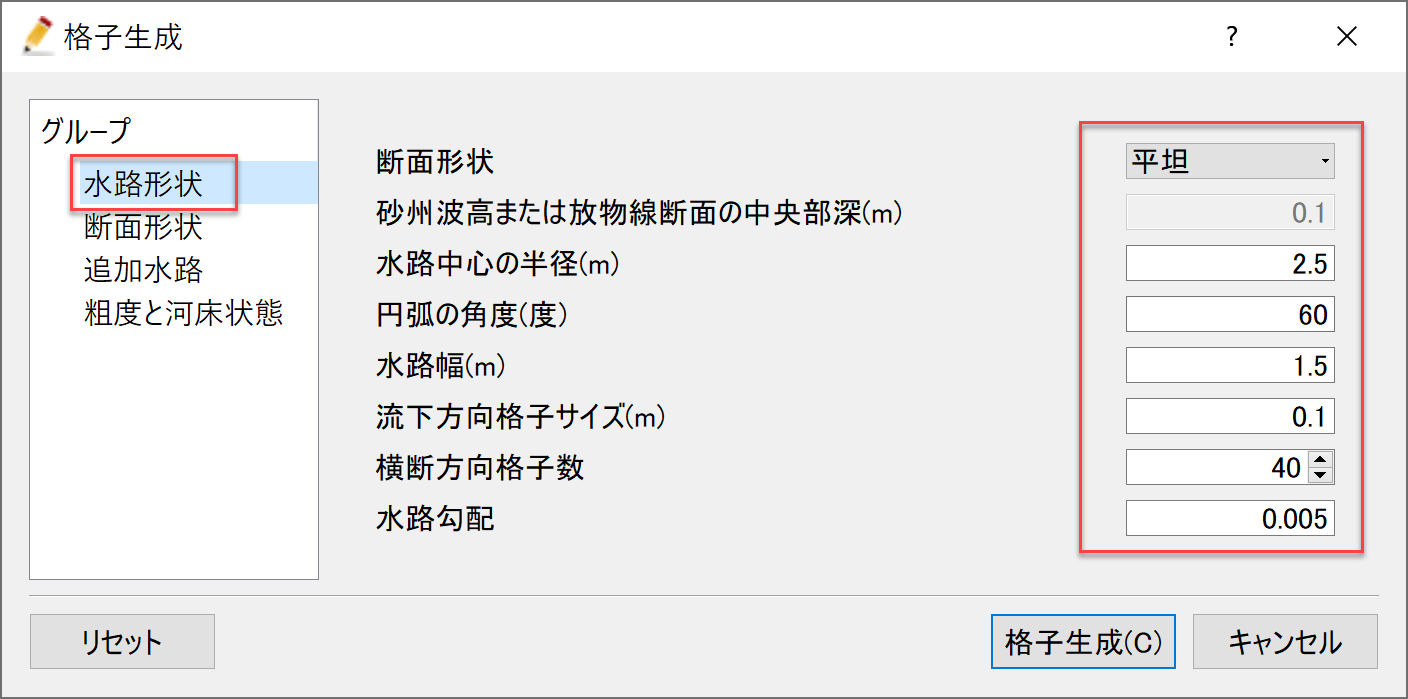 格子生成
?
グループ
水路形状
断面形状
追加水路
粗度と河床状態
断面形状 平坦
砂州波高または放物線断面の中央部深(m) 0.1
水路中心の半径(m) 2.5
円弧の角度(度) 60
水路幅(m) 1.5
流下方向格子サイズ(m) 0.1
横断方向格子数 40
水路勾配 0.005
リセット 格子生成(C) キャンセル